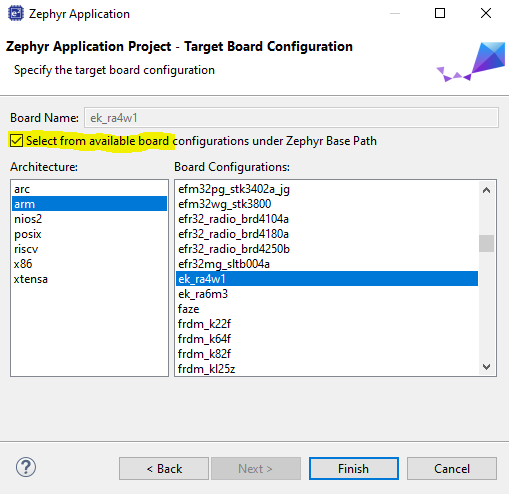 Zephyr Application
Zephyr Application Project - Target Board Configuration
Specify the target board configuration
Board Name: ek_ra4w1
Select from available board configurations under Zephyr Base Path
Architecture:
arc
arm
nios2
posix
riscv
x86
xtensa
Board Configurations:
efm32pg_stk3402a_jg
efm32wg_stk3800
efr32_radio_brd4104a
efr32_radio_brd4180a
efr32_radio_brd4250b
efr32mg_sltb004a
ek_ra4w1
ek_ra6m3
faze
frdm_k22f
frdm_k64f
frdm_k82f
frdm_kl25z
?
< Back Next > Finish Cancel